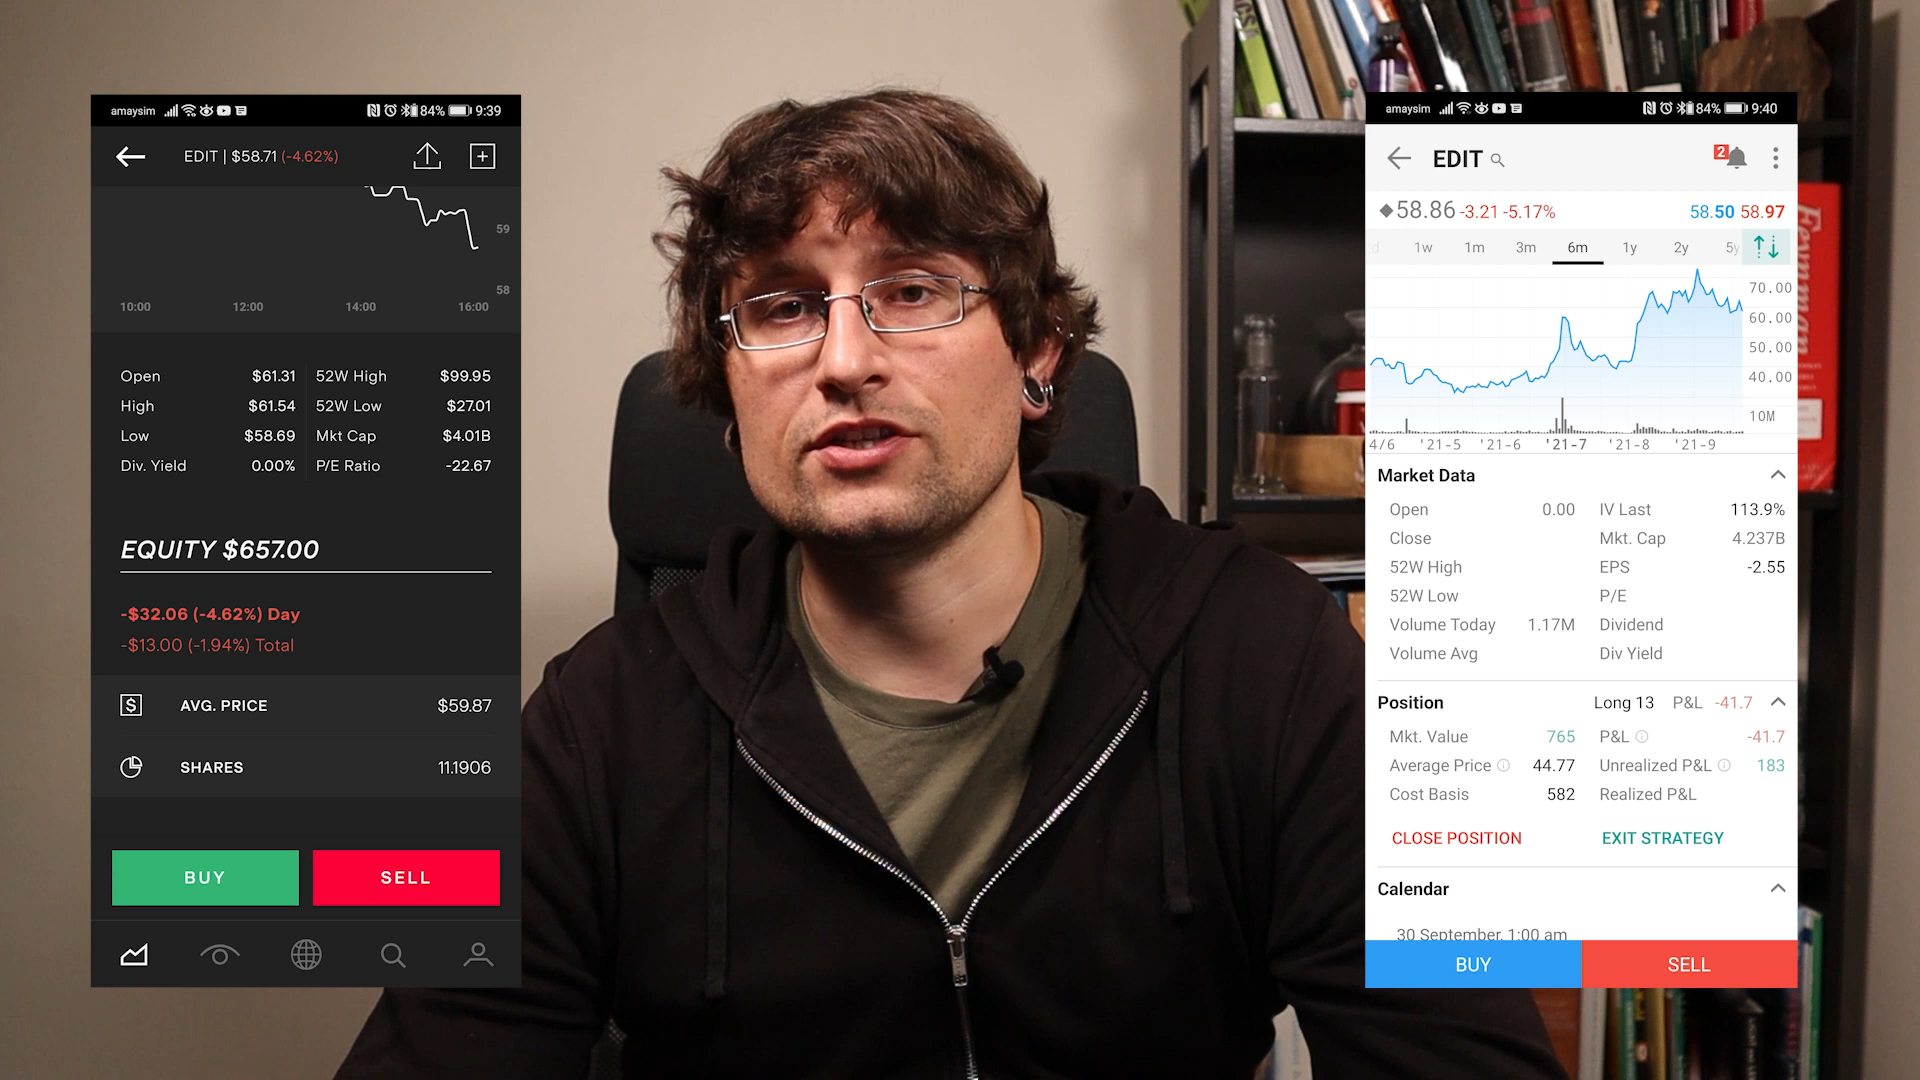 amaysim 84% 9:39
EDIT | $58.71 (-4.62%)
59
58
10:00 12:00 14:00 16:00
Open $61.31 52W High $99.95
High $61.54 52W Low $27.01
Low $58.69 Mkt Cap $4.01B
Div. Yield 0.00% P/E Ratio -22.67
EQUITY $657.00
-$32.06 (-4.62%) Day
-$13.00 (-1.94%) Total
$ AVG. PRICE $59.87
SHARES 11.1906
BUY SELL
amaysim 84% 9:40
EDIT 2
58.86 -3.21 -5.17% 58.50 58.97
d 1w 1m 3m 6m 1y 2y 5y
70.00
60.00
50.00
40.00
10M
4/6 '21-5 '21-6 '21-7 '21-8 '21-9
Market Data
Open 0.00 IV Last 113.9%
Close Mkt. Cap 4.237B
52W High EPS -2.55
52W Low P/E
Volume Today 1.17M Dividend
Volume Avg Div Yield
Position Long 13 P&L -41.7
Mkt. Value 765 P&L -41.7
Average Price 44.77 Unrealized P&L 183
Cost Basis 582 Realized P&L
CLOSE POSITION EXIT STRATEGY
Calendar
30 September, 1:00 am
BUY SELL
Feynman